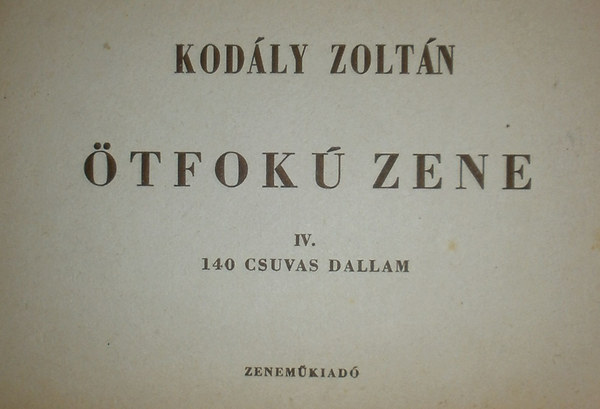 KODÁLY ZOLTÁN
ÖTFOKÚ ZENE
IV.
140 CSUVAS DALLAM
ZENEMŰKIADÓ